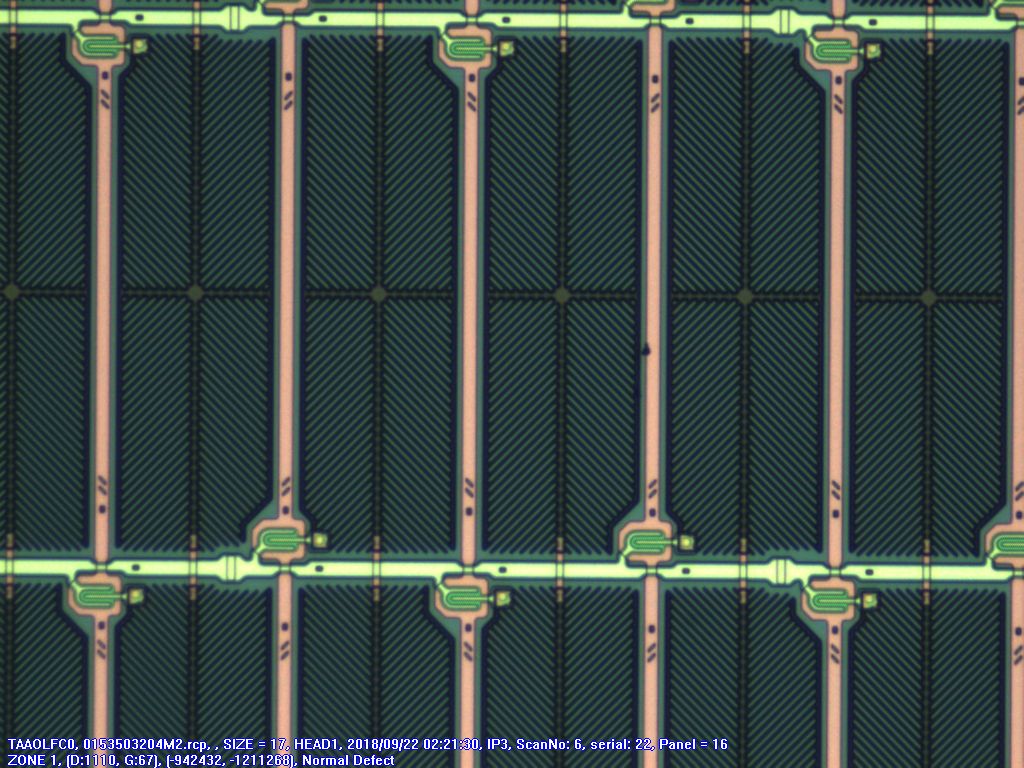 TAAOLFC0, 0153503204M2.rcp, , SIZE = 17, HEAD1, 2018/09/22 02:21:30, IP3, ScanNo: 6, serial: 22, Panel = 16
ZONE 1, (D:1110, G:67), (-942432, -1211268), Normal Defect